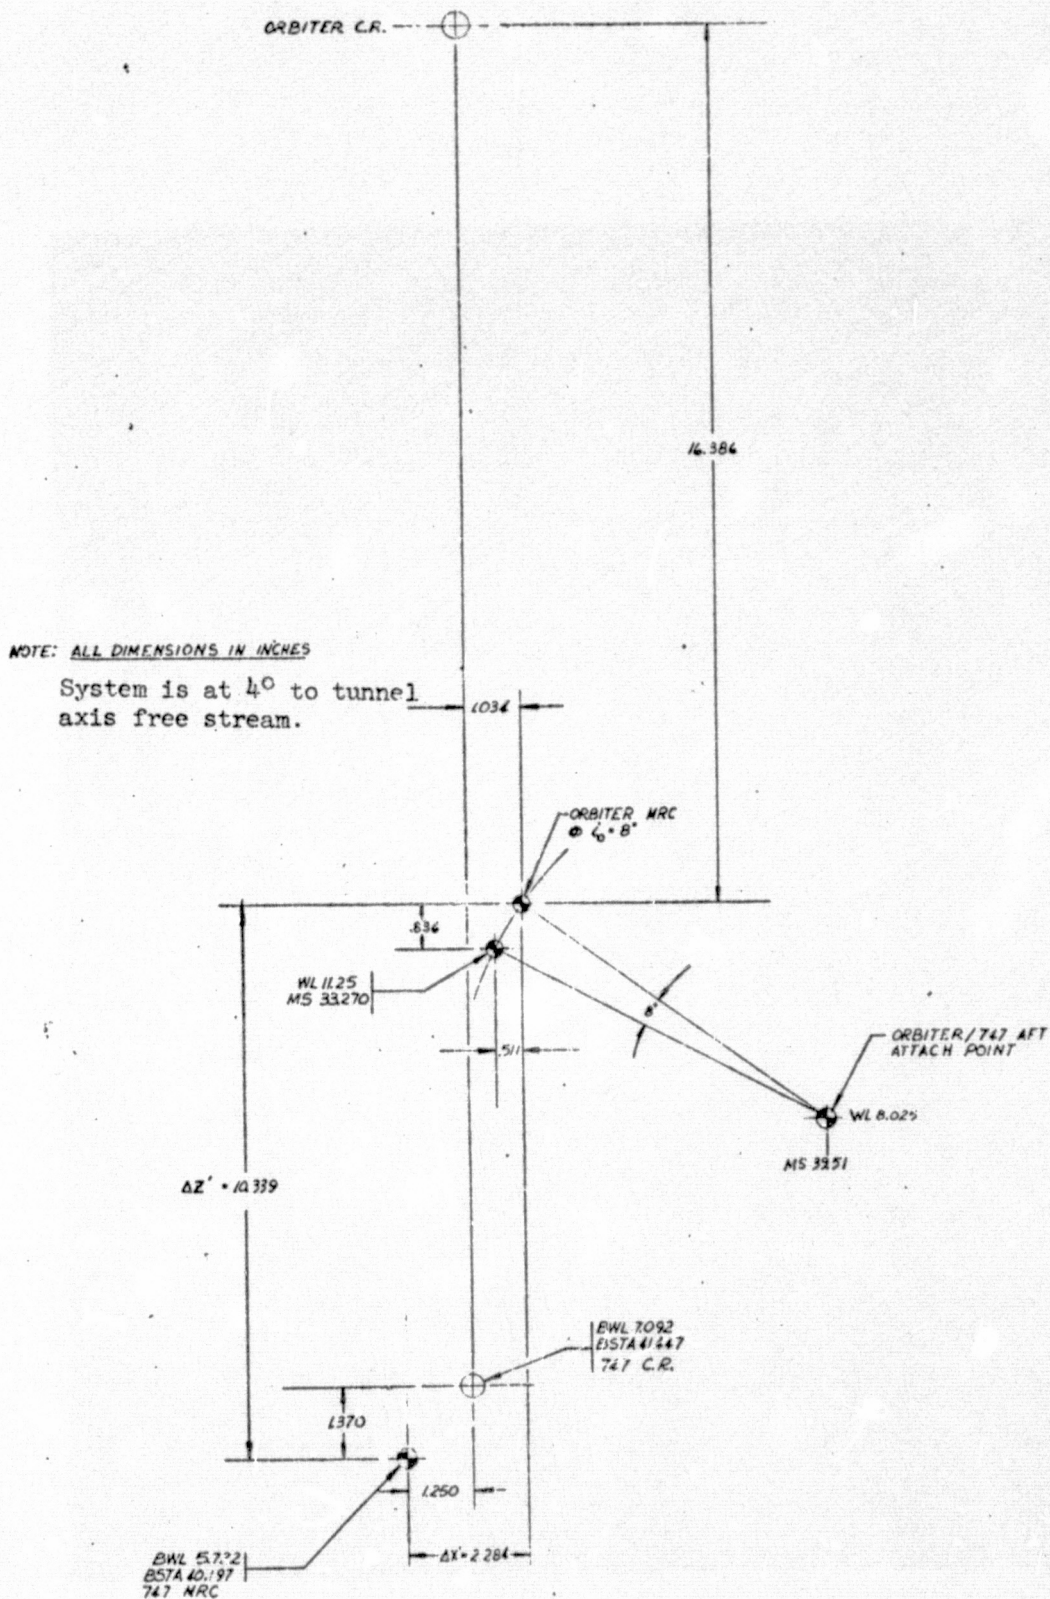 ORBITER C.R.
16.386
NOTE: ALL DIMENSIONS IN INCHES
System is at 4° to tunnel
axis free stream.
1.034
ORBITER MRC
8°
.836
WL 11.25
MS 33.270
8°
.511
ORBITER/747 AFT
ATTACH POINT
WL 8.025
MS 39.51
ΔZ' = 10.339
BWL 7.092
BSTA 41.447
747 C.R.
1.370
1.250
ΔX' = 2.284
BWL 5.722
BSTA 40.197
747 MRC